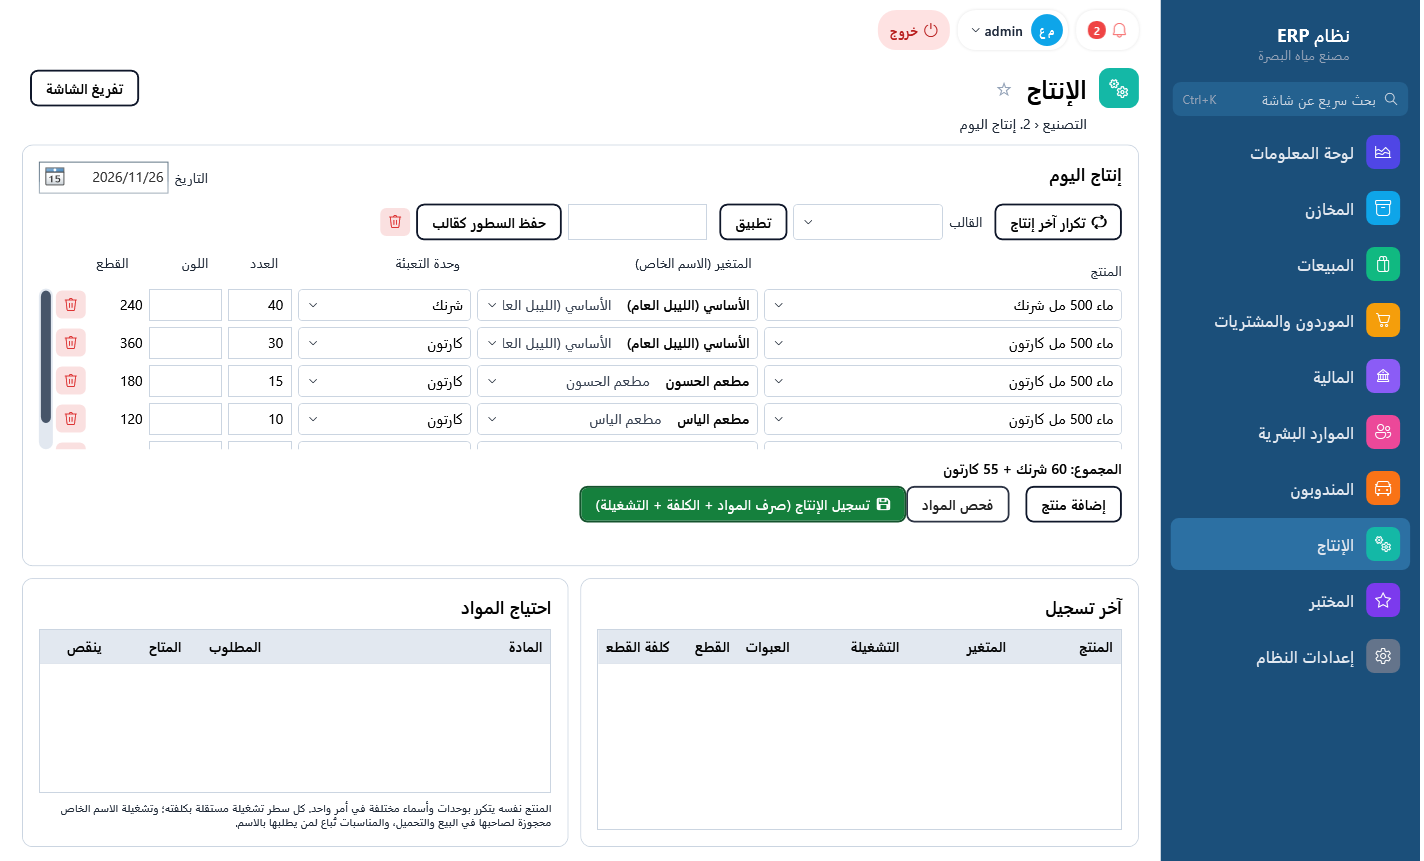 نظام ERP
مصنع مياه البصرة
بحث سريع عن شاشة Ctrl+K
لوحة المعلومات
المخازن
المبيعات
الموردون والمشتريات
المالية
الموارد البشرية
المندوبون
الإنتاج
المختبر
إعدادات النظام
2
م ع admin
خروج
الإنتاج
التصنيع › 2. إنتاج اليوم
تفريغ الشاشة
إنتاج اليوم
التاريخ 2026/11/26 15
تكرار آخر إنتاج القالب تطبيق حفظ السطور كقالب
المنتج المتغير (الاسم الخاص) وحدة التعبئة العدد اللون القطع
ماء 500 مل شرنك الأساسي (الليبل العام) الأساسي (الليبل العا شرنك 40 240
ماء 500 مل كارتون الأساسي (الليبل العام) الأساسي (الليبل العا كارتون 30 360
ماء 500 مل كارتون مطعم الحسون مطعم الحسون كارتون 15 180
ماء 500 مل كارتون مطعم الياس مطعم الياس كارتون 10 120
المجموع: 60 شرنك + 55 كارتون
إضافة منتج فحص المواد تسجيل الإنتاج (صرف المواد + الكلفة + التشغيلة)
آخر تسجيل
المنتج المتغير التشغيلة العبوات القطع كلفة القطع
احتياج المواد
المادة المطلوب المتاح ينقص
المنتج نفسه يتكرر بوحدات وأسماء مختلفة في أمر واحد. كل سطر تشغيلة مستقلة بكلفته؛ وتشغيلة الاسم الخاص
محجوزة لصاحبها في البيع والتحميل، والمناسبات تُباع لمن يطلبها بالاسم.